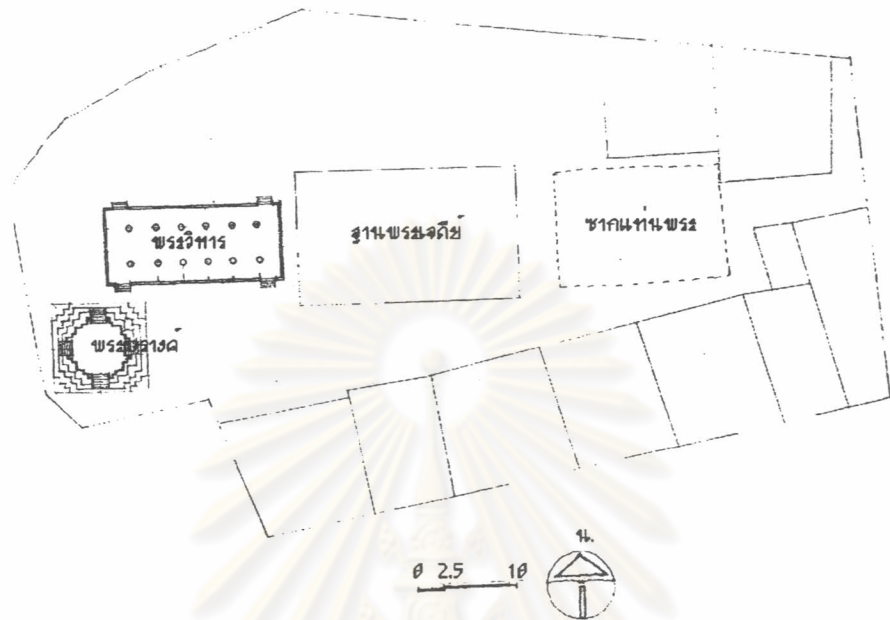 พระวิหาร
ฐานพระเจดีย์
ซากแท่นพระ
พระปรางค์
น.
0 2.5 10